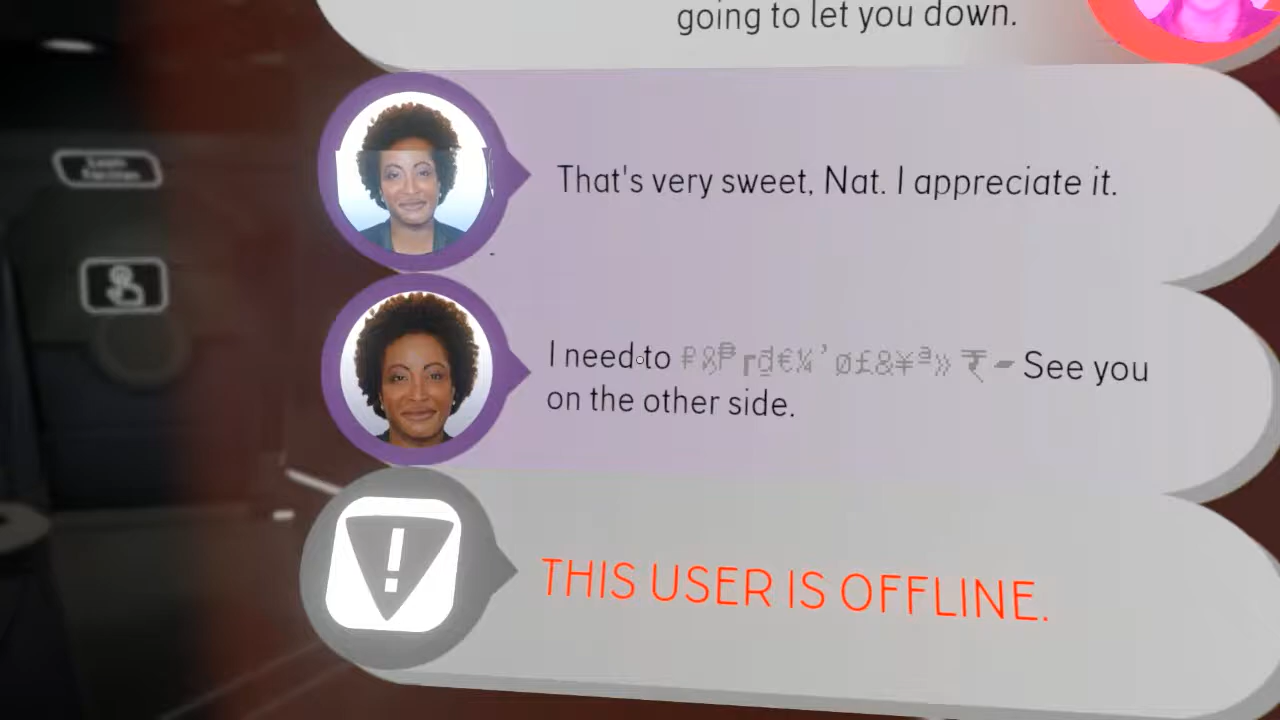 going to let you down.
That's very sweet, Nat. I appreciate it.
I need to ₽§₱ r₫€¼’ø£&¥ª» ₹- See you
on the other side.
THIS USER IS OFFLINE.